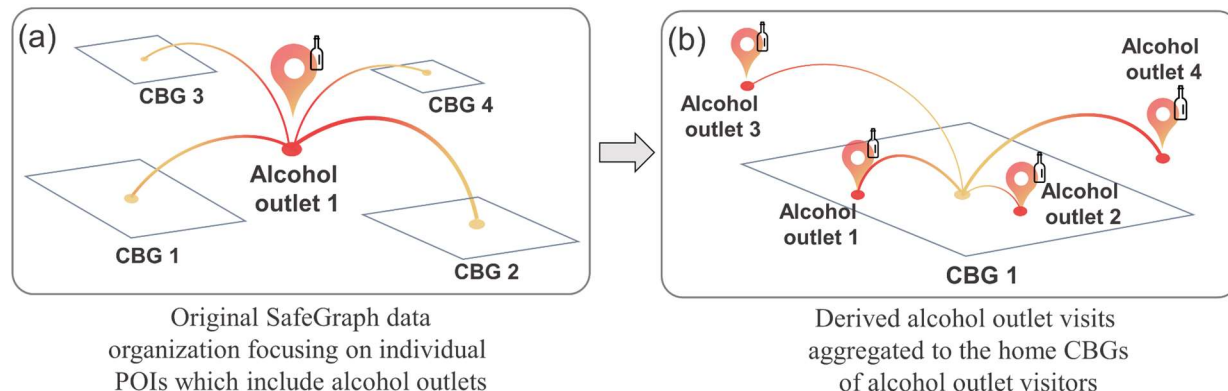 (a)
CBG 3
CBG 4
Alcohol
outlet 1
CBG 1
CBG 2
Original SafeGraph data
organization focusing on individual
POIs which include alcohol outlets
(b)
Alcohol
outlet 4
Alcohol
outlet 3
Alcohol
outlet 1
Alcohol
outlet 2
CBG 1
Derived alcohol outlet visits
aggregated to the home CBGs
of alcohol outlet visitors